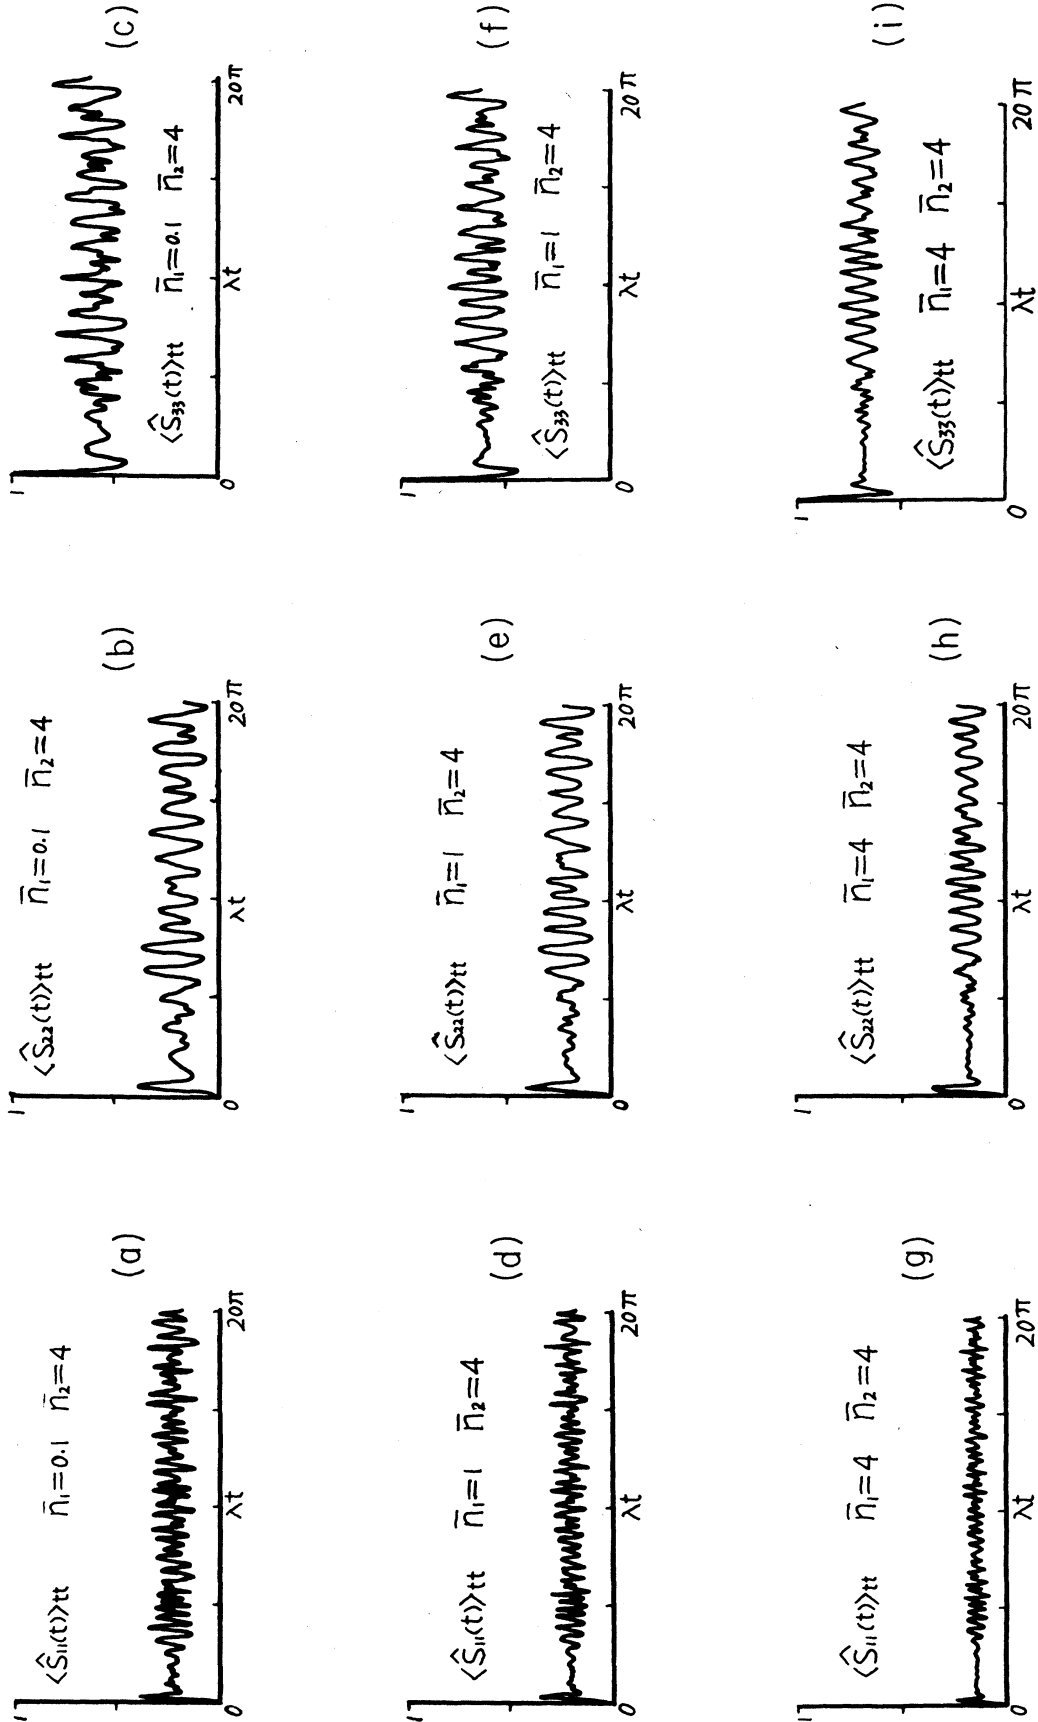 1
⟨Ŝ₁₁(t)⟩tt n̄₁=0.1 n̄₂=4
(a)
0 λt 20π
1
⟨Ŝ₂₂(t)⟩tt n̄₁=0.1 n̄₂=4
(b)
0 λt 20π
1
(c)
⟨Ŝ₃₃(t)⟩tt n̄₁=0.1 n̄₂=4
0 λt 20π
1
⟨Ŝ₁₁(t)⟩tt n̄₁=1 n̄₂=4
(d)
0 λt 20π
1
⟨Ŝ₂₂(t)⟩tt n̄₁=1 n̄₂=4
(e)
0 λt 20π
1
(f)
⟨Ŝ₃₃(t)⟩tt n̄₁=1 n̄₂=4
0 λt 20π
1
⟨Ŝ₁₁(t)⟩tt n̄₁=4 n̄₂=4
(g)
0 λt 20π
1
⟨Ŝ₂₂(t)⟩tt n̄₁=4 n̄₂=4
(h)
0 λt 20π
1
(i)
⟨Ŝ₃₃(t)⟩tt n̄₁=4 n̄₂=4
0 λt 20π